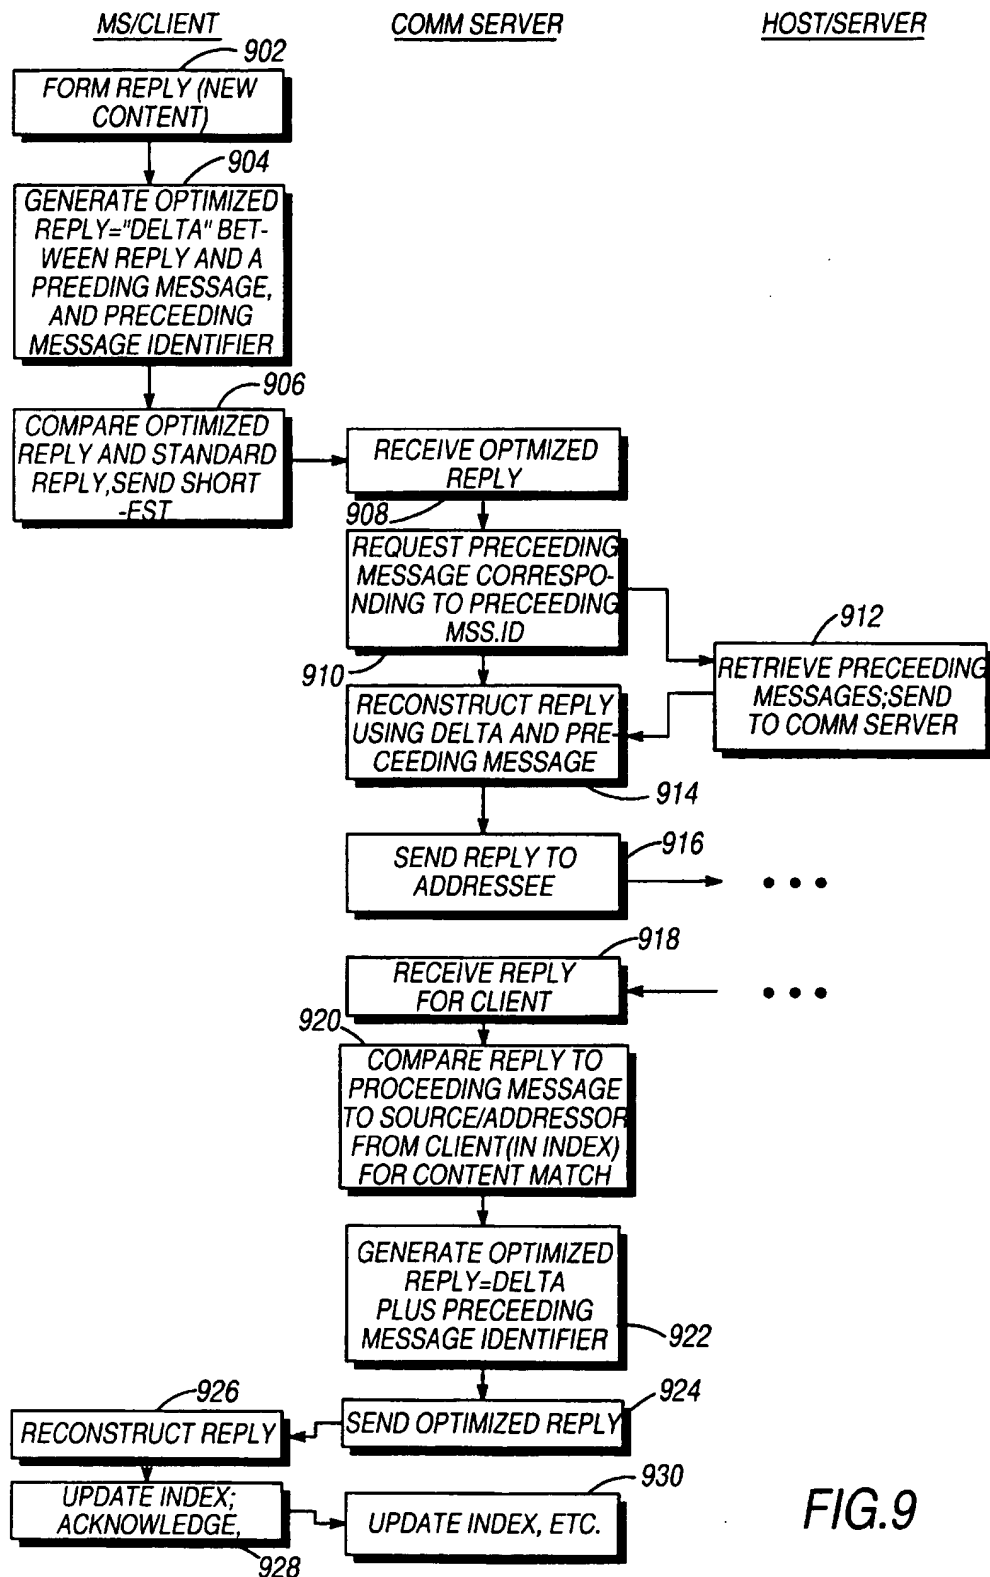 MS/CLIENT
COMM SERVER
HOST/SERVER
902
FORM REPLY (NEW
CONTENT)
904
GENERATE OPTIMIZED
REPLY="DELTA" BET-
WEEN REPLY AND A
PREEDING MESSAGE,
AND PRECEEDING
MESSAGE IDENTIFIER
906
COMPARE OPTIMIZED
REPLY AND STANDARD
REPLY,SEND SHORT
-EST
RECEIVE OPTMIZED
REPLY
908
REQUEST PRECEEDING
MESSAGE CORRESPO-
NDING TO PRECEEDING
MSS.ID
910
912
RETRIEVE PRECEEDING
MESSAGES;SEND
TO COMM SERVER
RECONSTRUCT REPLY
USING DELTA AND PRE-
CEEDING MESSAGE
914
SEND REPLY TO
ADDRESSEE
916
• • •
918
RECEIVE REPLY
FOR CLIENT
• • •
920
COMPARE REPLY TO
PROCEEDING MESSAGE
TO SOURCE/ADDRESSOR
FROM CLIENT(IN INDEX)
FOR CONTENT MATCH
GENERATE OPTIMIZED
REPLY=DELTA
PLUS PRECEEDING
MESSAGE IDENTIFIER
922
924
SEND OPTIMIZED REPLY
926
RECONSTRUCT REPLY
UPDATE INDEX;
ACKNOWLEDGE,
928
930
UPDATE INDEX, ETC.
FIG.9